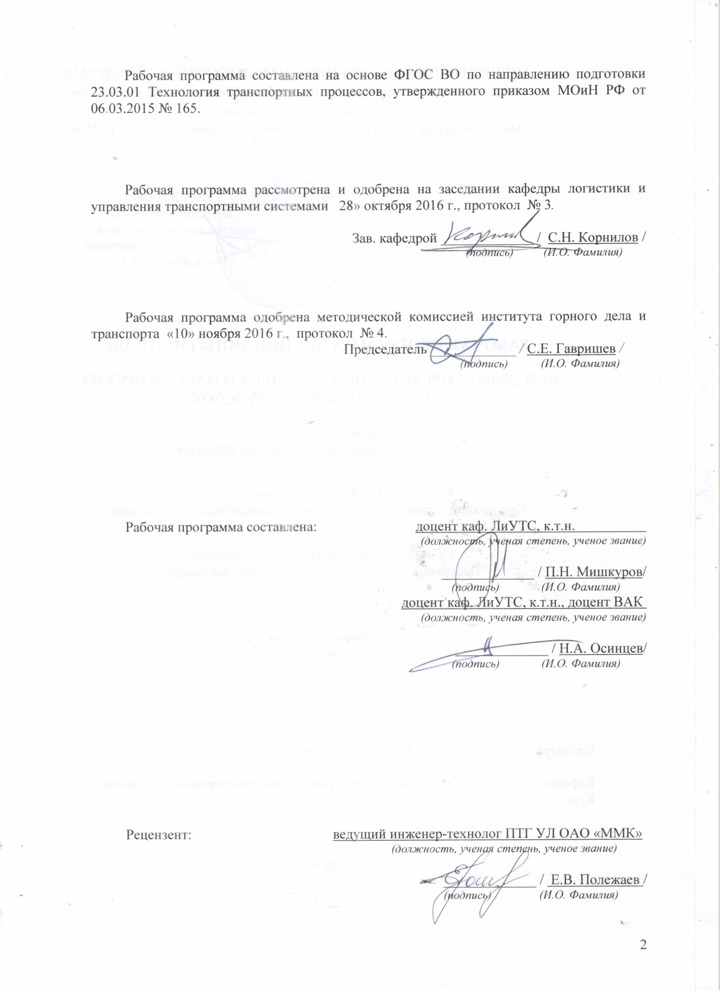 Рабочая программа составлена на основе ФГОС ВО по направлению подготовки
23.03.01 Технология транспортных процессов, утвержденного приказом МОиН РФ от
06.03.2015 № 165.
Рабочая программа рассмотрена и одобрена на заседании кафедры логистики и
управления транспортными системами 28» октября 2016 г., протокол № 3.
Зав. кафедрой ______________ / С.Н. Корнилов /
(подпись) (И.О. Фамилия)
Рабочая программа одобрена методической комиссией института горного дела и
транспорта «10» ноября 2016 г., протокол № 4.
Председатель ____________ / С.Е. Гавришев /
(подпись) (И.О. Фамилия)
Рабочая программа составлена: доцент каф. ЛиУТС, к.т.н.
(должность, ученая степень, ученое звание)
_____________ / П.Н. Мишкуров/
(подпись) (И.О. Фамилия)
доцент каф. ЛиУТС, к.т.н., доцент ВАК
(должность, ученая степень, ученое звание)
_____________ / Н.А. Осинцев/
(подпись) (И.О. Фамилия)
Рецензент: ведущий инженер-технолог ПТГ УЛ ОАО «ММК»
(должность, ученая степень, ученое звание)
_____________ / Е.В. Полежаев /
(подпись) (И.О. Фамилия)
2